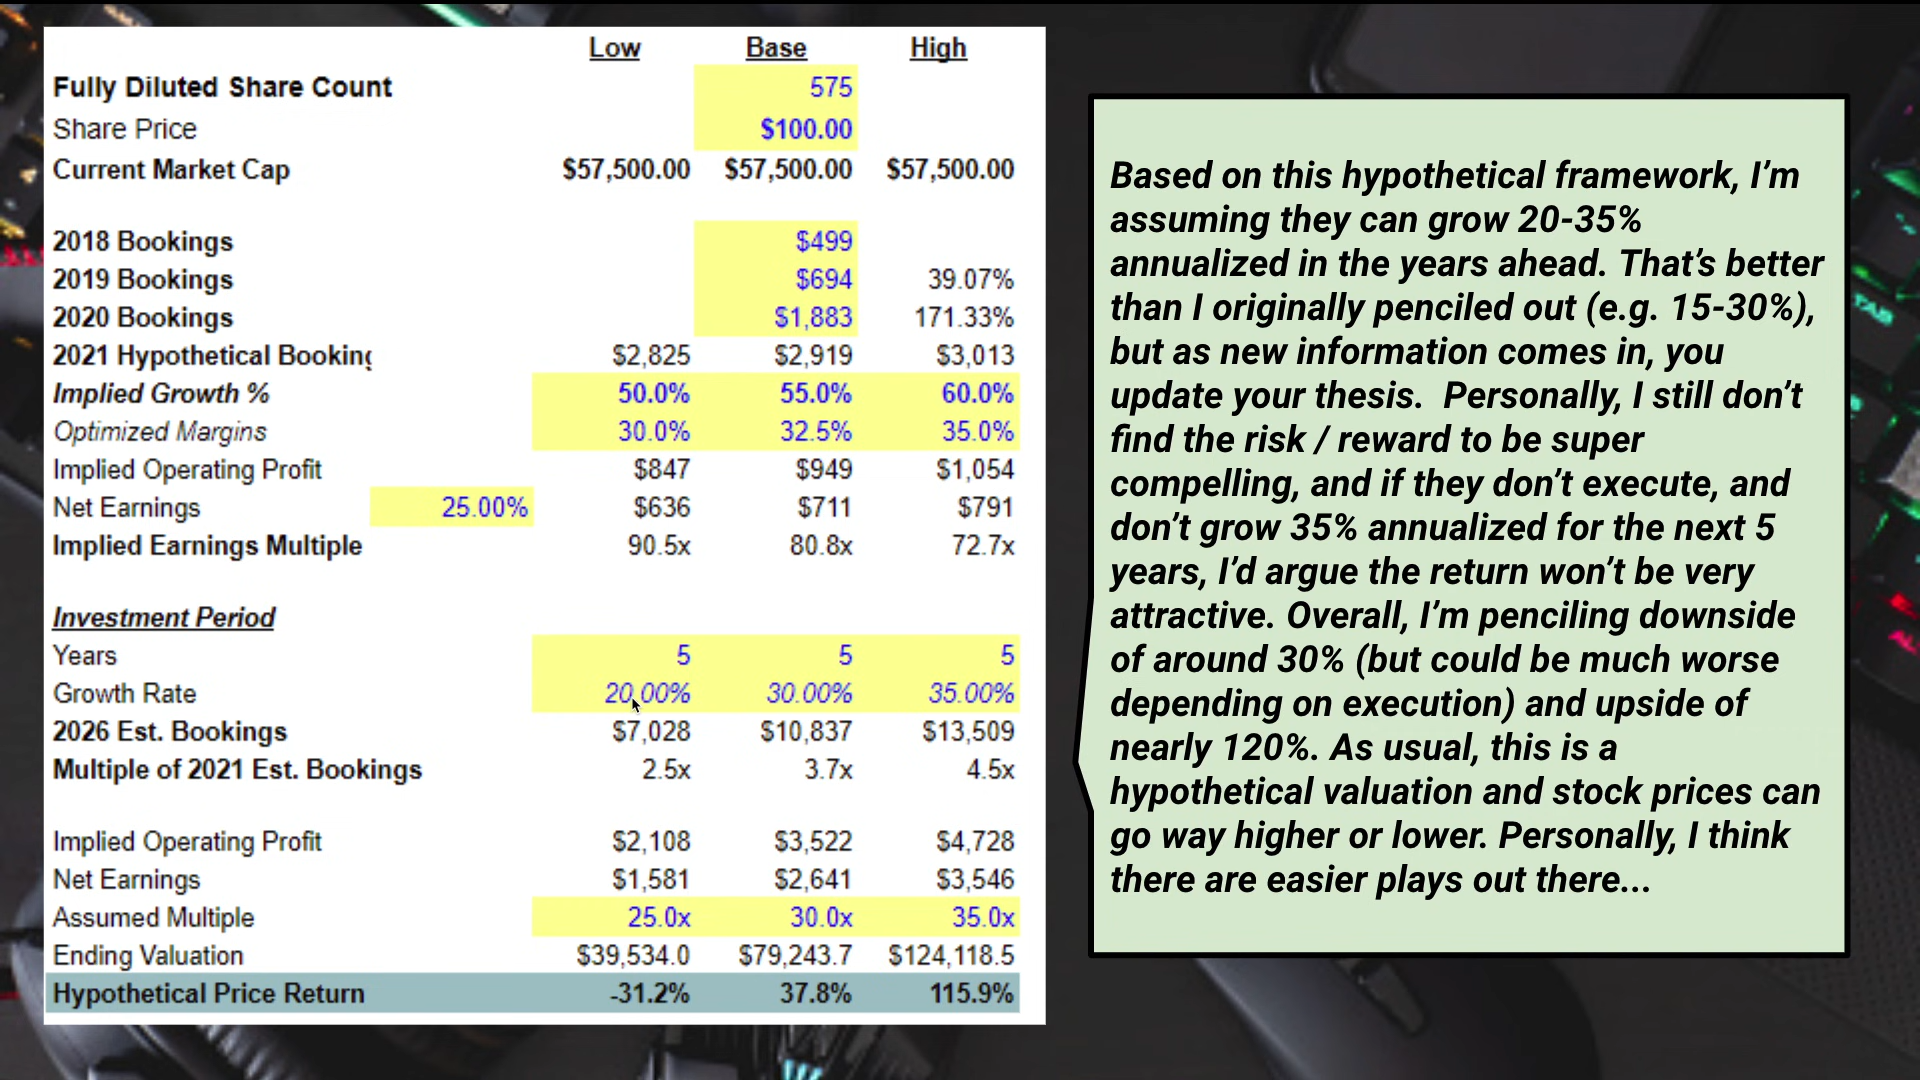 Low Base High
Fully Diluted Share Count 575
Share Price $100.00
Current Market Cap $57,500.00 $57,500.00 $57,500.00
2018 Bookings $499
2019 Bookings $694 39.07%
2020 Bookings $1,883 171.33%
2021 Hypothetical Booking $2,825 $2,919 $3,013
Implied Growth % 50.0% 55.0% 60.0%
Optimized Margins 30.0% 32.5% 35.0%
Implied Operating Profit $847 $949 $1,054
Net Earnings 25.00% $636 $711 $791
Implied Earnings Multiple 90.5x 80.8x 72.7x
Investment Period
Years 5 5 5
Growth Rate 20.00% 30.00% 35.00%
2026 Est. Bookings $7,028 $10,837 $13,509
Multiple of 2021 Est. Bookings 2.5x 3.7x 4.5x
Implied Operating Profit $2,108 $3,522 $4,728
Net Earnings $1,581 $2,641 $3,546
Assumed Multiple 25.0x 30.0x 35.0x
Ending Valuation $39,534.0 $79,243.7 $124,118.5
Hypothetical Price Return -31.2% 37.8% 115.9%
Based on this hypothetical framework, I'm
assuming they can grow 20-35%
annualized in the years ahead. That's better
than I originally penciled out (e.g. 15-30%),
but as new information comes in, you
update your thesis. Personally, I still don't
find the risk / reward to be super
compelling, and if they don't execute, and
don't grow 35% annualized for the next 5
years, I'd argue the return won't be very
attractive. Overall, I'm penciling downside
of around 30% (but could be much worse
depending on execution) and upside of
nearly 120%. As usual, this is a
hypothetical valuation and stock prices can
go way higher or lower. Personally, I think
there are easier plays out there...
TAB